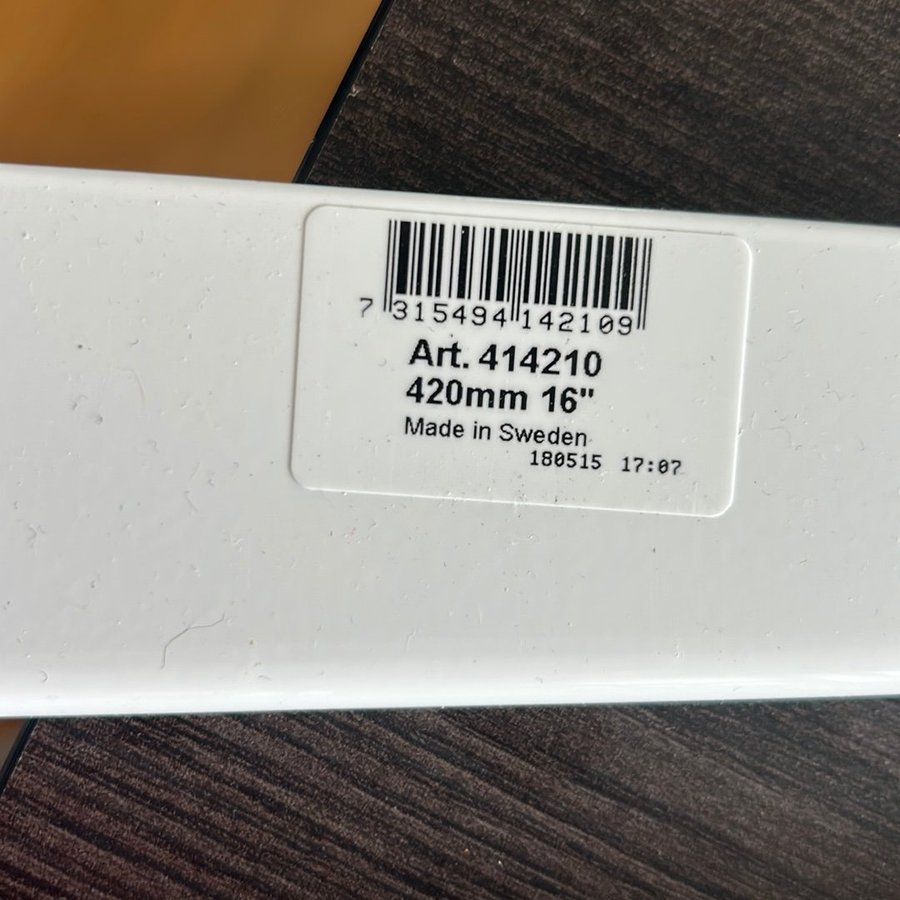 7 315494 142109
Art. 414210
420mm 16"
Made in Sweden
180515 17:07